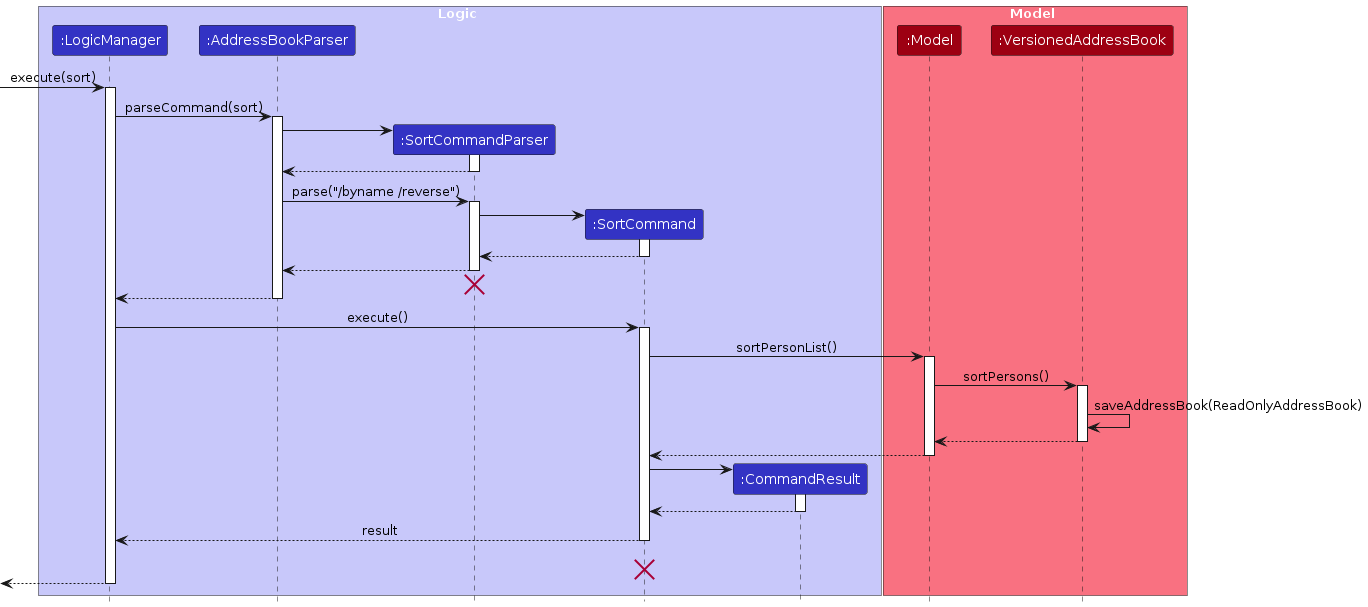 Logic
Model
:LogicManager
:AddressBookParser
:Model
:VersionedAddressBook
execute(sort)
parseCommand(sort)
:SortCommandParser
parse("/byname /reverse")
:SortCommand
execute()
sortPersonList()
sortPersons()
saveAddressBook(ReadOnlyAddressBook)
:CommandResult
result